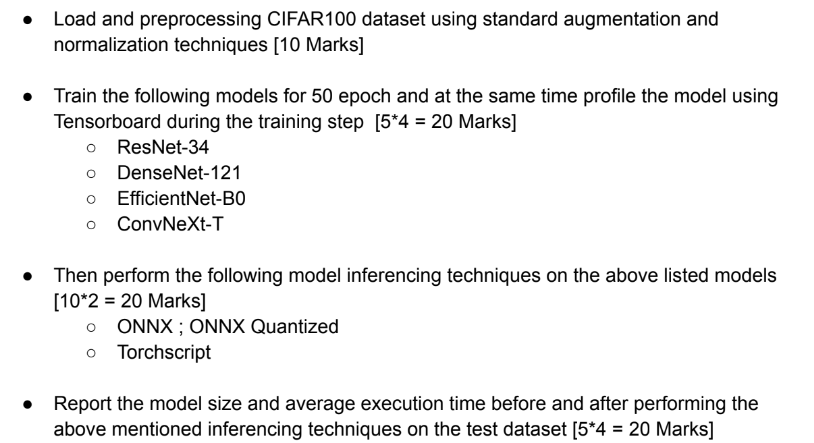 ● Load and preprocessing CIFAR100 dataset using standard augmentation and
normalization techniques [10 Marks]
● Train the following models for 50 epoch and at the same time profile the model using
Tensorboard during the training step [5*4 = 20 Marks]
○ ResNet-34
○ DenseNet-121
○ EfficientNet-B0
○ ConvNeXt-T
● Then perform the following model inferencing techniques on the above listed models
[10*2 = 20 Marks]
○ ONNX ; ONNX Quantized
○ Torchscript
● Report the model size and average execution time before and after performing the
above mentioned inferencing techniques on the test dataset [5*4 = 20 Marks]